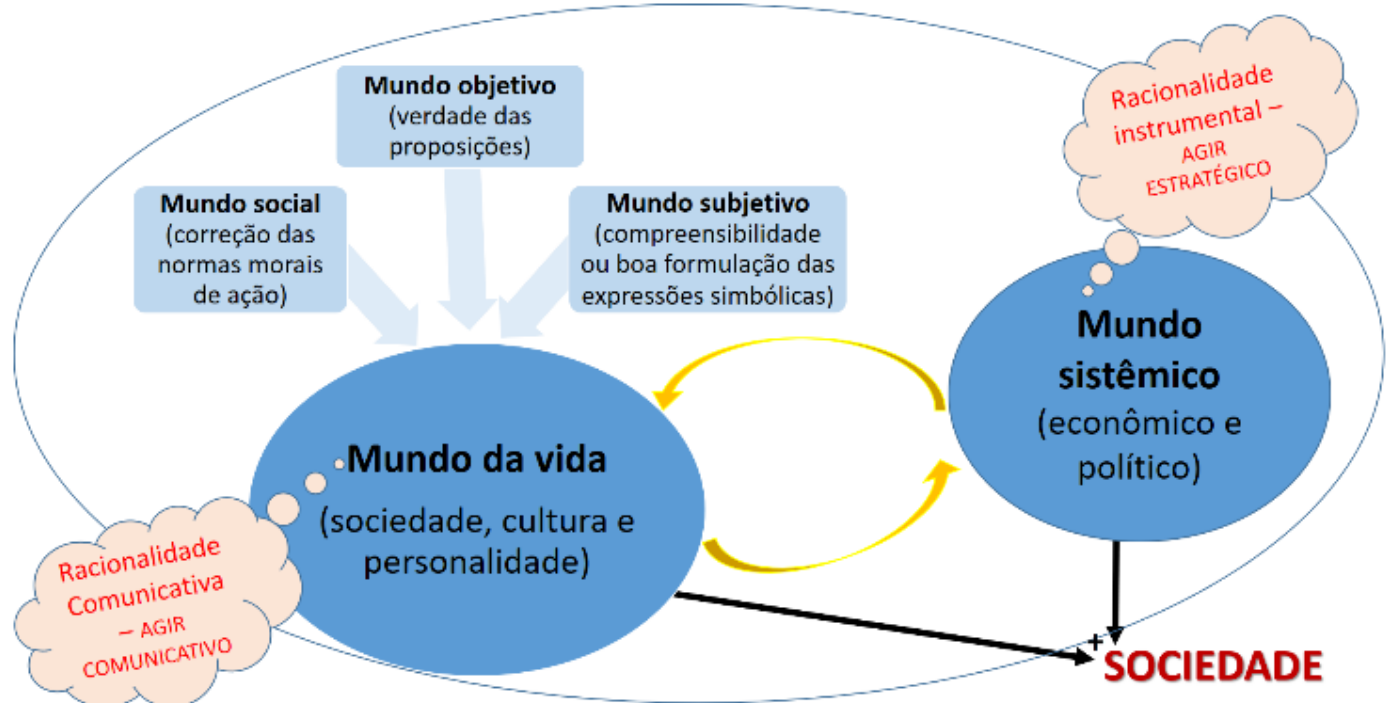 Mundo objetivo
(verdade das
proposições)
Mundo social
(correção das
normas morais
de ação)
Mundo subjetivo
(compreensibilidade
ou boa formulação das
expressões simbólicas)
Racionalidade
instrumental –
AGIR
ESTRATÉGICO
Mundo
sistêmico
(econômico e
político)
Mundo da vida
(sociedade, cultura e
personalidade)
Racionalidade
Comunicativa
– AGIR
COMUNICATIVO
+
SOCIEDADE